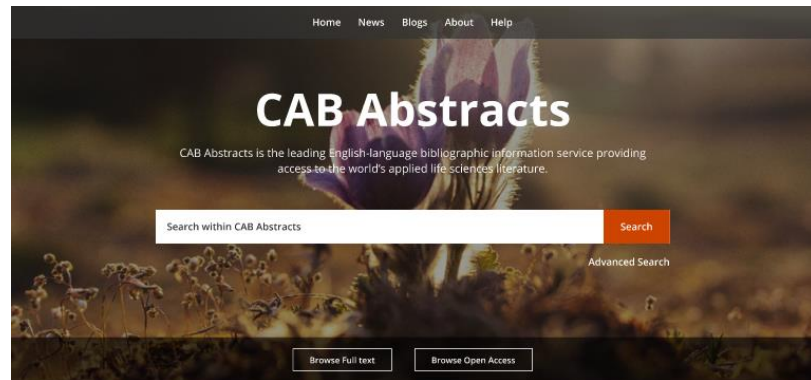 Home News Blogs About Help
CAB Abstracts
CAB Abstracts is the leading English-language bibliographic information service providing
access to the world's applied life sciences literature.
Search within CAB Abstracts
Search
Advanced Search
Browse Full text
Browse Open Access